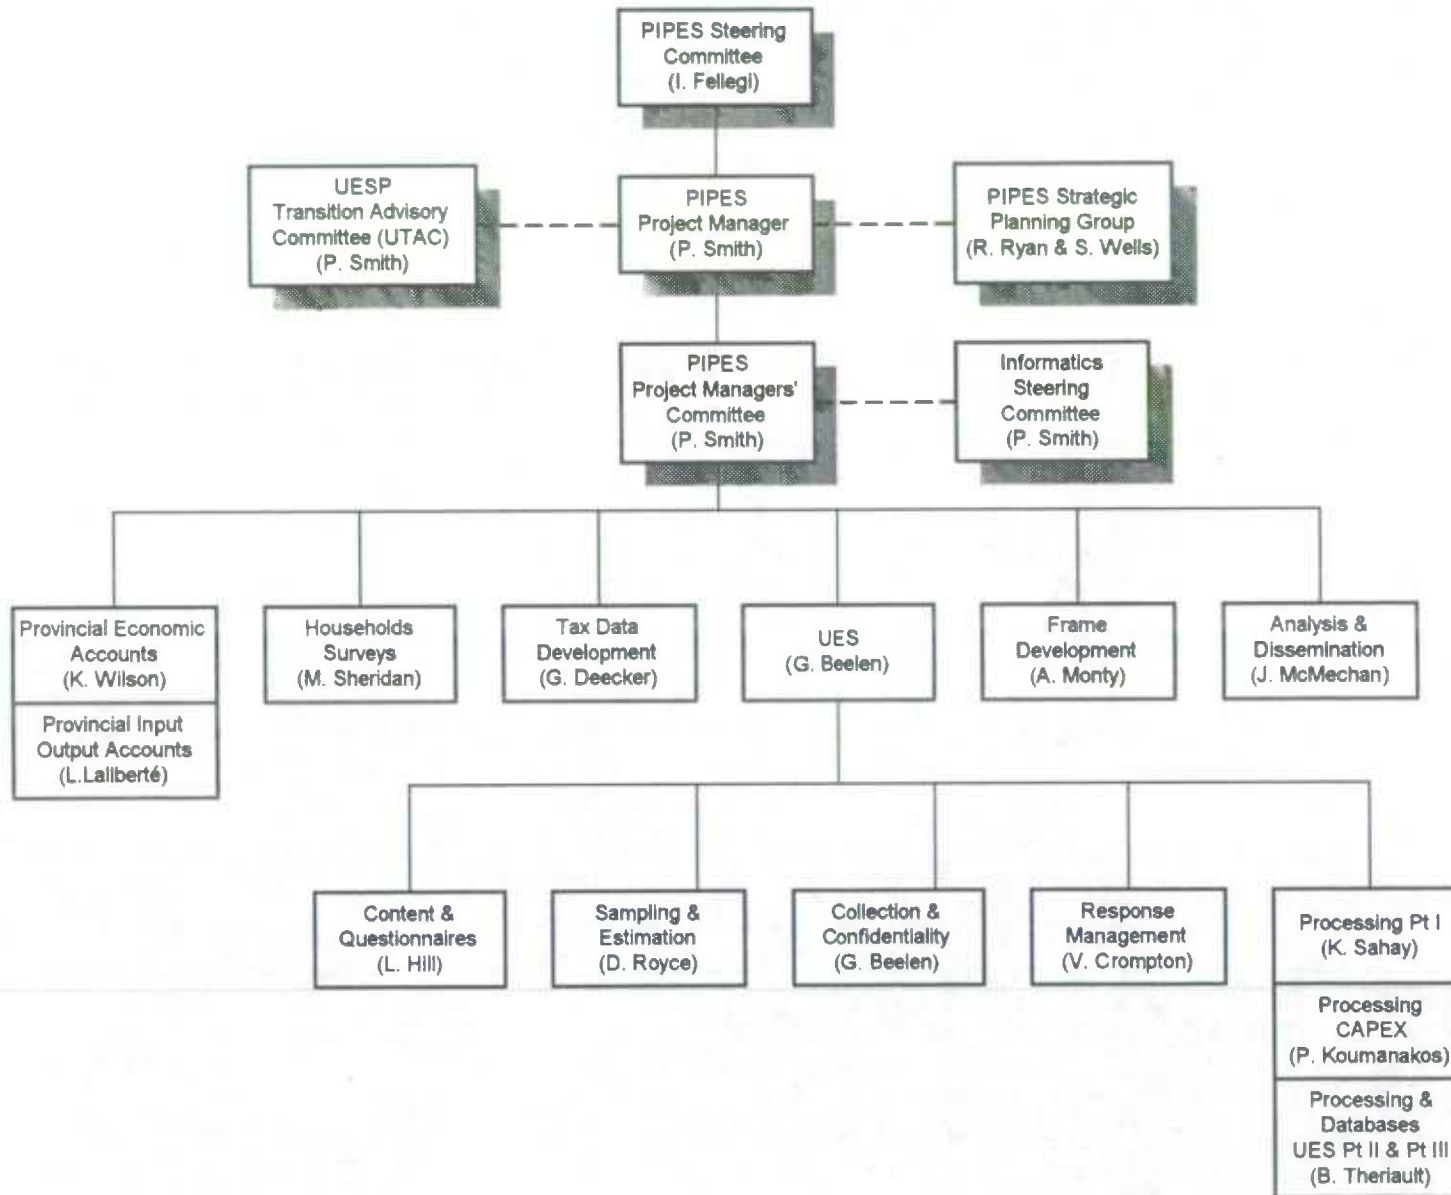 PIPES Steering
Committee
(I. Fellegi)
UESP
Transition Advisory
Committee (UTAC)
(P. Smith)
PIPES
Project Manager
(P. Smith)
PIPES Strategic
Planning Group
(R. Ryan & S. Wells)
PIPES
Project Managers'
Committee
(P. Smith)
Informatics
Steering
Committee
(P. Smith)
Provincial Economic
Accounts
(K. Wilson)
Provincial Input
Output Accounts
(L.Laliberté)
Households
Surveys
(M. Sheridan)
Tax Data
Development
(G. Deecker)
UES
(G. Beelen)
Frame
Development
(A. Monty)
Analysis &
Dissemination
(J. McMechan)
Content &
Questionnaires
(L. Hill)
Sampling &
Estimation
(D. Royce)
Collection &
Confidentiality
(G. Beelen)
Response
Management
(V. Crompton)
Processing Pt I
(K. Sahay)
Processing
CAPEX
(P. Koumanakos)
Processing &
Databases
UES Pt II & Pt III
(B. Theriault)